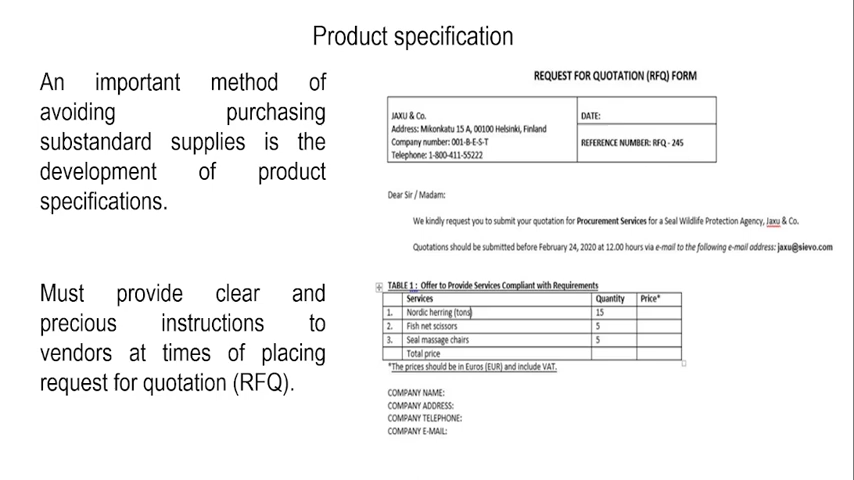 Product specification
An important method of
avoiding purchasing
substandard supplies is the
development of product
specifications.
Must provide clear and
precious instructions to
vendors at times of placing
request for quotation (RFQ).
REQUEST FOR QUOTATION (RFQ) FORM
JAXU & Co.
Address: Mikonkatu 15 A, 00100 Helsinki, Finland
Company number: 001-B-E-S-T
Telephone: 1-800-411-55222
DATE:
REFERENCE NUMBER: RFQ - 245
Dear Sir / Madam:
We kindly request you to submit your quotation for Procurement Services for a Seal Wildlife Protection Agency, Jaxu & Co.
Quotations should be submitted before February 24, 2020 at 12.00 hours via e-mail to the following e-mail address: jaxu@sievo.com
TABLE 1: Offer to Provide Services Compliant with Requirements
Services Quantity Price*
1. Nordic herring (tons) 15
2. Fish net scissors 5
3. Seal massage chairs 5
Total price
*The prices should be in Euros (EUR) and include VAT.
COMPANY NAME:
COMPANY ADDRESS:
COMPANY TELEPHONE:
COMPANY E-MAIL: